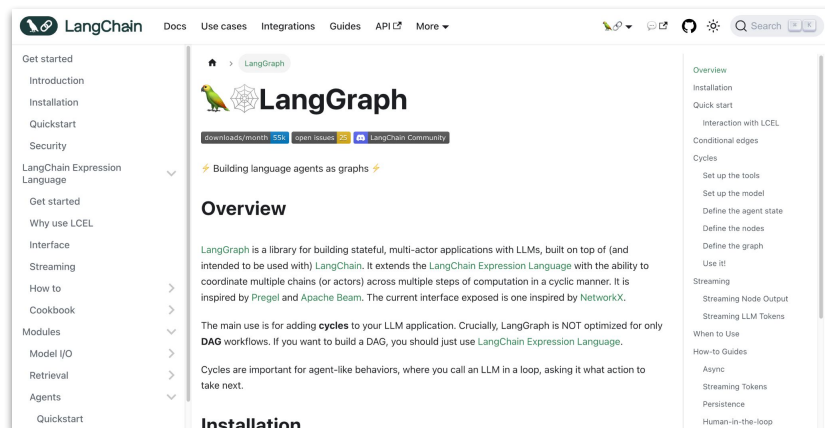 LangChain
Docs
Use cases
Integrations
Guides
API
More
Search
K
Get started
Introduction
Installation
Quickstart
Security
LangChain Expression
Language
Get started
Why use LCEL
Interface
Streaming
How to
Cookbook
Modules
Model I/O
Retrieval
Agents
Quickstart
LangGraph
LangGraph
downloads/month 55k
open issues 25
LangChain Community
Building language agents as graphs
Overview
LangGraph is a library for building stateful, multi-actor applications with LLMs, built on top of (and
intended to be used with) LangChain. It extends the LangChain Expression Language with the ability to
coordinate multiple chains (or actors) across multiple steps of computation in a cyclic manner. It is
inspired by Pregel and Apache Beam. The current interface exposed is one inspired by NetworkX.
The main use is for adding cycles to your LLM application. Crucially, LangGraph is NOT optimized for only
DAG workflows. If you want to build a DAG, you should just use LangChain Expression Language.
Cycles are important for agent-like behaviors, where you call an LLM in a loop, asking it what action to
take next.
Installation
Overview
Installation
Quick start
Interaction with LCEL
Conditional edges
Cycles
Set up the tools
Set up the model
Define the agent state
Define the nodes
Define the graph
Use it!
Streaming
Streaming Node Output
Streaming LLM Tokens
When to Use
How-to Guides
Async
Streaming Tokens
Persistence
Human-in-the-loop